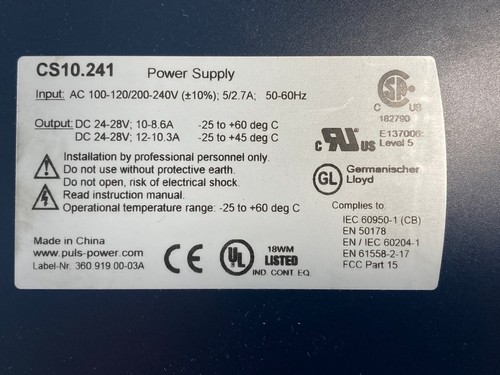 CS10.241 Power Supply
Input: AC 100-120/200-240V (±10%); 5/2.7A; 50-60Hz
Output: DC 24-28V; 10-8.6A -25 to +60 deg C
DC 24-28V; 12-10.3A -25 to +45 deg C
Installation by professional personnel only.
Do not use without protective earth.
Do not open, risk of electrical shock.
Read instruction manual.
Operational temperature range: -25 to +60 deg C
Made in China
www.puls-power.com
Label-Nr. 360.919.00-03A
CE
UL
18WM
LISTED
IND. CONT. EQ.
SA
C US
182790
C RU US
E137006:
Level 5
GL Germanischer
Lloyd
Complies to
IEC 60950-1 (CB)
EN 50178
EN / IEC 60204-1
EN 61558-2-17
FCC Part 15